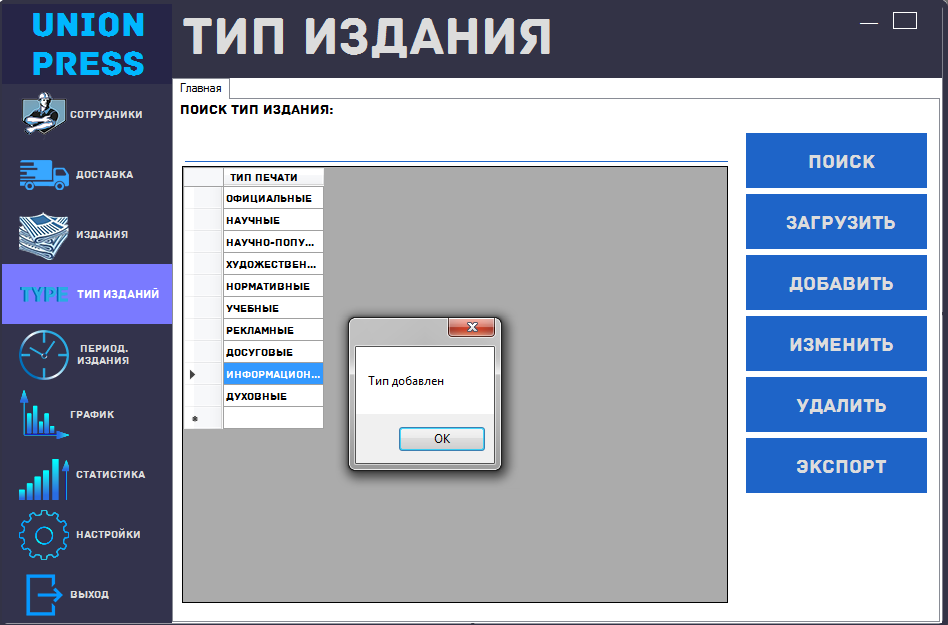 UNION
PRESS
ТИП ИЗДАНИЯ
СОТРУДНИКИ
ДОСТАВКА
ИЗДАНИЯ
TYPE ТИП ИЗДАНИЙ
ПЕРИОД.
ИЗДАНИЯ
ГРАФИК
СТАТИСТИКА
НАСТРОЙКИ
ВЫХОД
Главная
ПОИСК ТИП ИЗДАНИЯ:
ТИП ПЕЧАТИ
ОФИЦИАЛЬНЫЕ
НАУЧНЫЕ
НАУЧНО-ПОПУ...
ХУДОЖЕСТВЕН...
НОРМАТИВНЫЕ
УЧЕБНЫЕ
РЕКЛАМНЫЕ
ДОСУГОВЫЕ
ИНФОРМАЦИОН...
ДУХОВНЫЕ
Тип добавлен
ОК
ПОИСК
ЗАГРУЗИТЬ
ДОБАВИТЬ
ИЗМЕНИТЬ
УДАЛИТЬ
ЭКСПОРТ